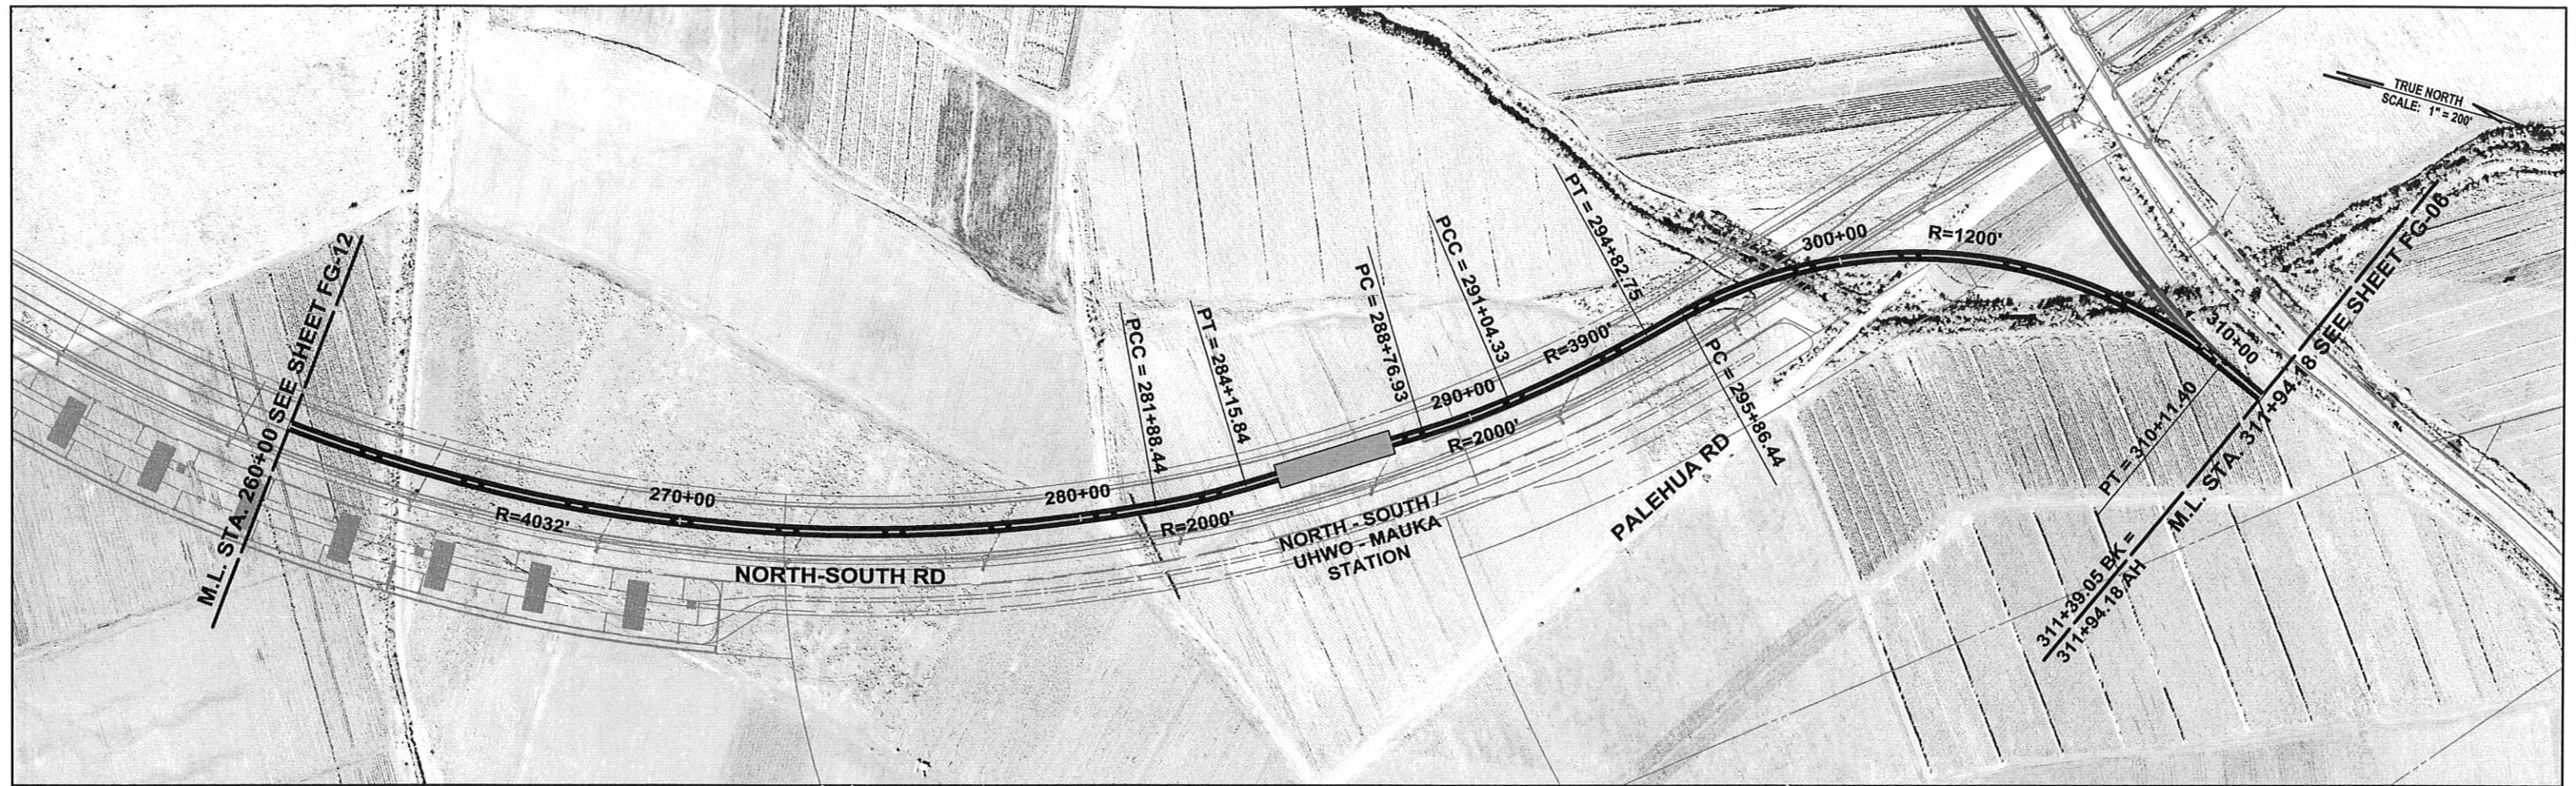 TRUE NORTH
SCALE: 1" = 200'
M.L. STA. 260+00 SEE SHEET FG-12
R=4032'
270+00
NORTH-SOUTH RD
280+00
PCC = 281+88.44
R=2000'
PT = 284+15.84
NORTH - SOUTH /
UHWO - MAUKA
STATION
PC = 288+76.93
290+00
PCC = 291+04.33
R=2000'
R=3900'
PT = 294+82.75
PC = 295+86.44
PALEHUA RD
300+00
R=1200'
310+00
PT = 310+11.40
M.L. STA. 311+94.18 SEE SHEET FG-06
311+39.05 BK =
311+94.18 AH